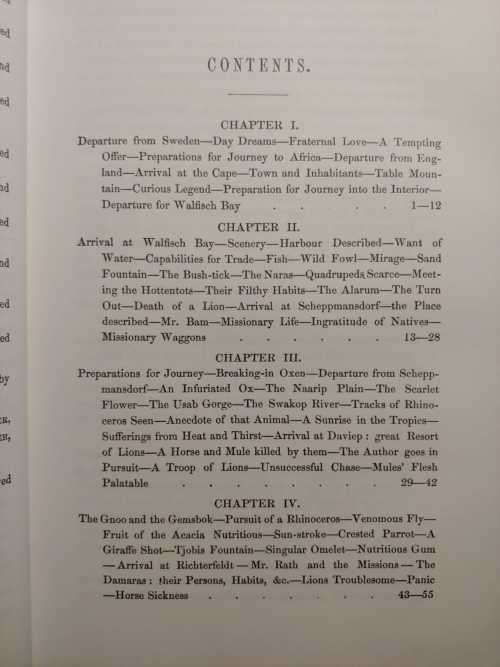 CONTENTS.
CHAPTER I.
Departure from Sweden—Day Dreams—Fraternal Love—A Tempting
Offer—Preparations for Journey to Africa—Departure from Eng-
land—Arrival at the Cape—Town and Inhabitants—Table Moun-
tain—Curious Legend—Preparation for Journey into the Interior—
Departure for Walfisch Bay . . . . 1—12
CHAPTER II.
Arrival at Walfisch Bay—Scenery—Harbour Described—Want of
Water—Capabilities for Trade—Fish—Wild Fowl—Mirage—Sand
Fountain—The Bush-tick—The Naras—Quadrupeds Scarce—Meet-
ing the Hottentots—Their Filthy Habits—The Alarum—The Turn
Out—Death of a Lion—Arrival at Scheppmansdorf—the Place
described—Mr. Bam—Missionary Life—Ingratitude of Natives—
Missionary Waggons . . . . . . 13—28
CHAPTER III.
Preparations for Journey—Breaking-in Oxen—Departure from Schepp-
mansdorf—An Infuriated Ox—The Naarip Plain—The Scarlet
Flower—The Usab Gorge—The Swakop River—Tracks of Rhino-
ceros Seen—Anecdote of that Animal—A Sunrise in the Tropics—
Sufferings from Heat and Thirst—Arrival at Daviep: great Resort
of Lions—A Horse and Mule killed by them—The Author goes in
Pursuit—A Troop of Lions—Unsuccessful Chase—Mules' Flesh
Palatable . . . . . . . 29—42
CHAPTER IV.
The Gnoo and the Gemsbok—Pursuit of a Rhinoceros—Venomous Fly—
Fruit of the Acacia Nutritious—Sun-stroke—Crested Parrot—A
Giraffe Shot—Tjobis Fountain—Singular Omelet—Nutritious Gum
—Arrival at Richterfeldt—Mr. Rath and the Missions—The
Damaras: their Persons, Habits, &c.—Lions Troublesome—Panic
—Horse Sickness . . . . . . 43—55